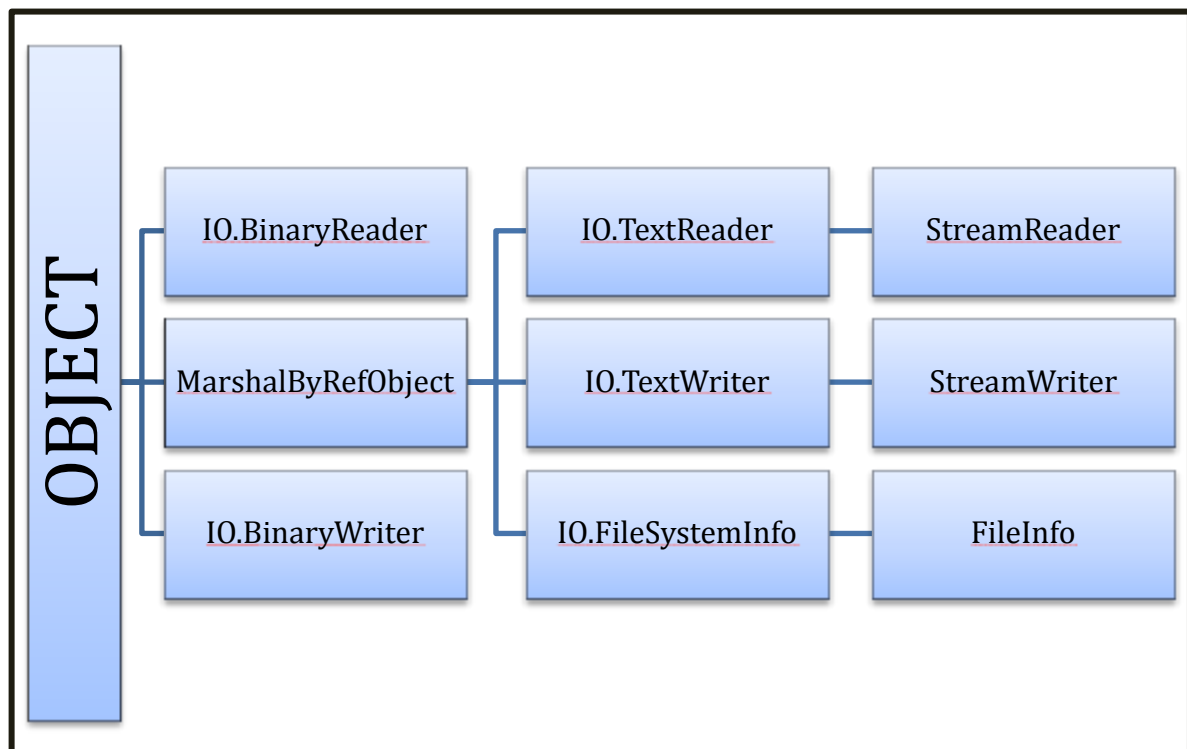 OBJECT
IO.BinaryReader
MarshalByRefObject
IO.BinaryWriter
IO.TextReader
IO.TextWriter
IO.FileSystemInfo
StreamReader
StreamWriter
FileInfo